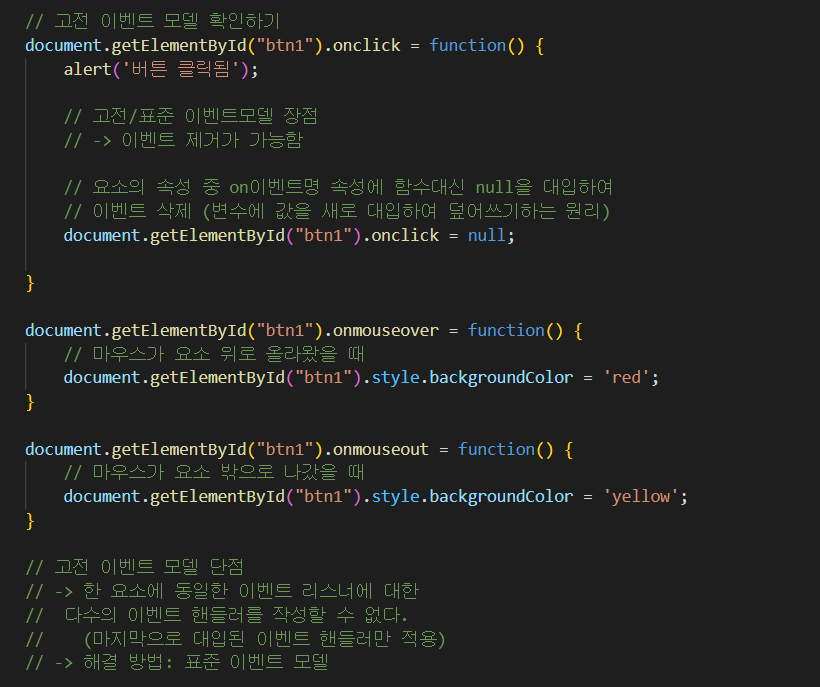 // 고전 이벤트 모델 확인하기
document.getElementById("btn1").onclick = function() {
alert('버튼 클릭됨');
// 고전/표준 이벤트모델 장점
// -> 이벤트 제거가 가능함
// 요소의 속성 중 on이벤트명 속성에 함수대신 null을 대입하여
// 이벤트 삭제 (변수에 값을 새로 대입하여 덮어쓰기하는 원리)
document.getElementById("btn1").onclick = null;
}
document.getElementById("btn1").onmouseover = function() {
// 마우스가 요소 위로 올라왔을 때
document.getElementById("btn1").style.backgroundColor = 'red';
}
document.getElementById("btn1").onmouseout = function() {
// 마우스가 요소 밖으로 나갔을 때
document.getElementById("btn1").style.backgroundColor = 'yellow';
}
// 고전 이벤트 모델 단점
// -> 한 요소에 동일한 이벤트 리스너에 대한
// 다수의 이벤트 핸들러를 작성할 수 없다.
// (마지막으로 대입된 이벤트 핸들러만 적용)
// -> 해결 방법: 표준 이벤트 모델